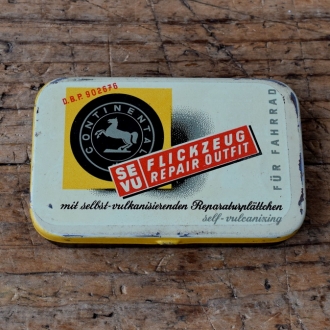 D.B.P. 902676
CONTINENTAL
SE
VU
FLICKZEUG
REPAIR OUTFIT
FÜR FAHRRAD
mit selbst-vulkanisierenden Reparaturplättchen
self-vulcanizing